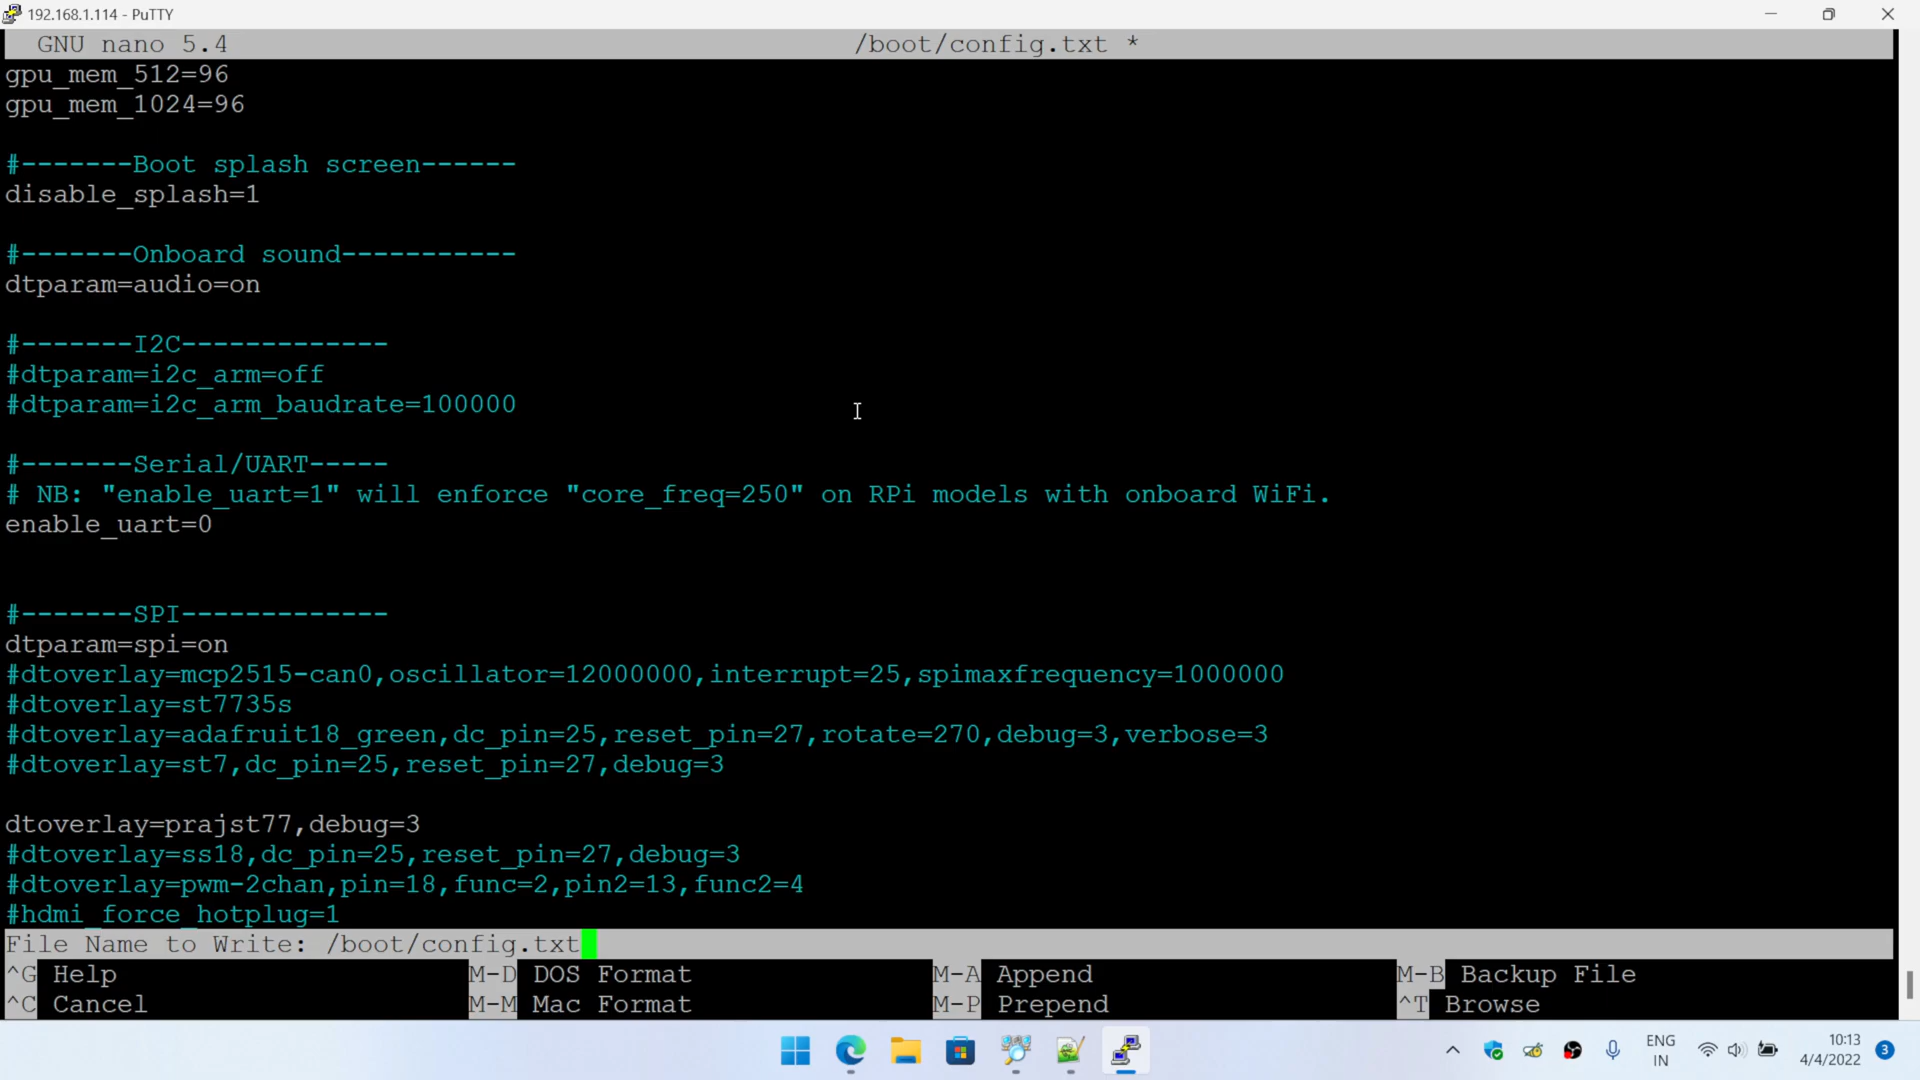 192.168.1.114 - PuTTY
GNU nano 5.4 /boot/config.txt *
gpu_mem_512=96
gpu_mem_1024=96
#-------Boot splash screen------
disable_splash=1
#-------Onboard sound-----------
dtparam=audio=on
#-------I2C-------------
#dtparam=i2c_arm=off
#dtparam=i2c_arm_baudrate=100000
#-------Serial/UART-----
# NB: "enable_uart=1" will enforce "core_freq=250" on RPi models with onboard WiFi.
enable_uart=0
#-------SPI-------------
dtparam=spi=on
#dtoverlay=mcp2515-can0,oscillator=12000000,interrupt=25,spimaxfrequency=1000000
#dtoverlay=st7735s
#dtoverlay=adafruit18_green,dc_pin=25,reset_pin=27,rotate=270,debug=3,verbose=3
#dtoverlay=st7,dc_pin=25,reset_pin=27,debug=3
dtoverlay=prajst77,debug=3
#dtoverlay=ss18,dc_pin=25,reset_pin=27,debug=3
#dtoverlay=pwm-2chan,pin=18,func=2,pin2=13,func2=4
#hdmi_force_hotplug=1
File Name to Write: /boot/config.txt
^G Help M-D DOS Format M-A Append M-B Backup File
^C Cancel M-M Mac Format M-P Prepend ^T Browse
ENG 10:13
IN 4/4/2022 3